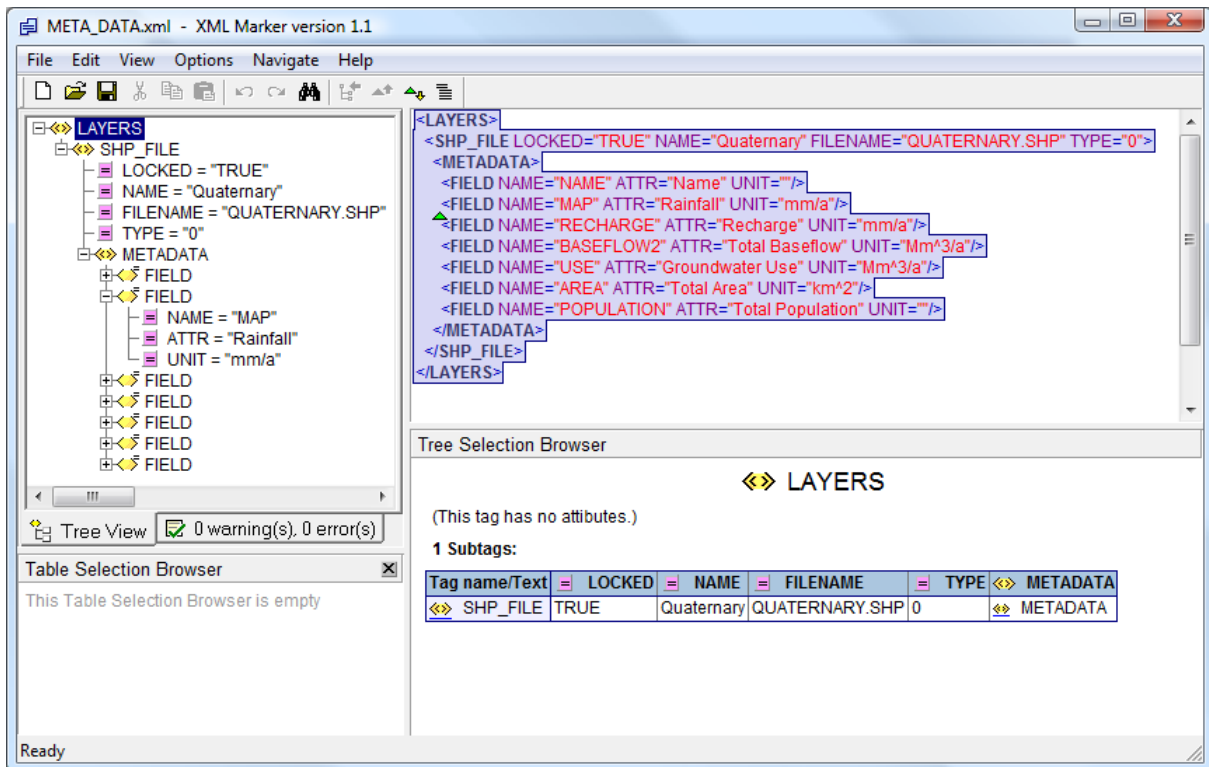 META_DATA.xml - XML Marker version 1.1
File Edit View Options Navigate Help
LAYERS
SHP_FILE
LOCKED = "TRUE"
NAME = "Quaternary"
FILENAME = "QUATERNARY.SHP"
TYPE = "0"
METADATA
FIELD
FIELD
NAME = "MAP"
ATTR = "Rainfall"
UNIT = "mm/a"
FIELD
FIELD
FIELD
FIELD
FIELD
Tree View 0 warning(s), 0 error(s)
Table Selection Browser
This Table Selection Browser is empty
<LAYERS>
<SHP_FILE LOCKED="TRUE" NAME="Quaternary" FILENAME="QUATERNARY.SHP" TYPE="0">
<METADATA>
<FIELD NAME="NAME" ATTR="Name" UNIT=""/>
<FIELD NAME="MAP" ATTR="Rainfall" UNIT="mm/a"/>
<FIELD NAME="RECHARGE" ATTR="Recharge" UNIT="mm/a"/>
<FIELD NAME="BASEFLOW2" ATTR="Total Baseflow" UNIT="Mm^3/a"/>
<FIELD NAME="USE" ATTR="Groundwater Use" UNIT="Mm^3/a"/>
<FIELD NAME="AREA" ATTR="Total Area" UNIT="km^2"/>
<FIELD NAME="POPULATION" ATTR="Total Population" UNIT=""/>
</METADATA>
</SHP_FILE>
</LAYERS>
Tree Selection Browser
LAYERS
(This tag has no attibutes.)
1 Subtags:
Tag name/Text LOCKED NAME FILENAME TYPE METADATA
SHP_FILE TRUE Quaternary QUATERNARY.SHP 0 METADATA
Ready